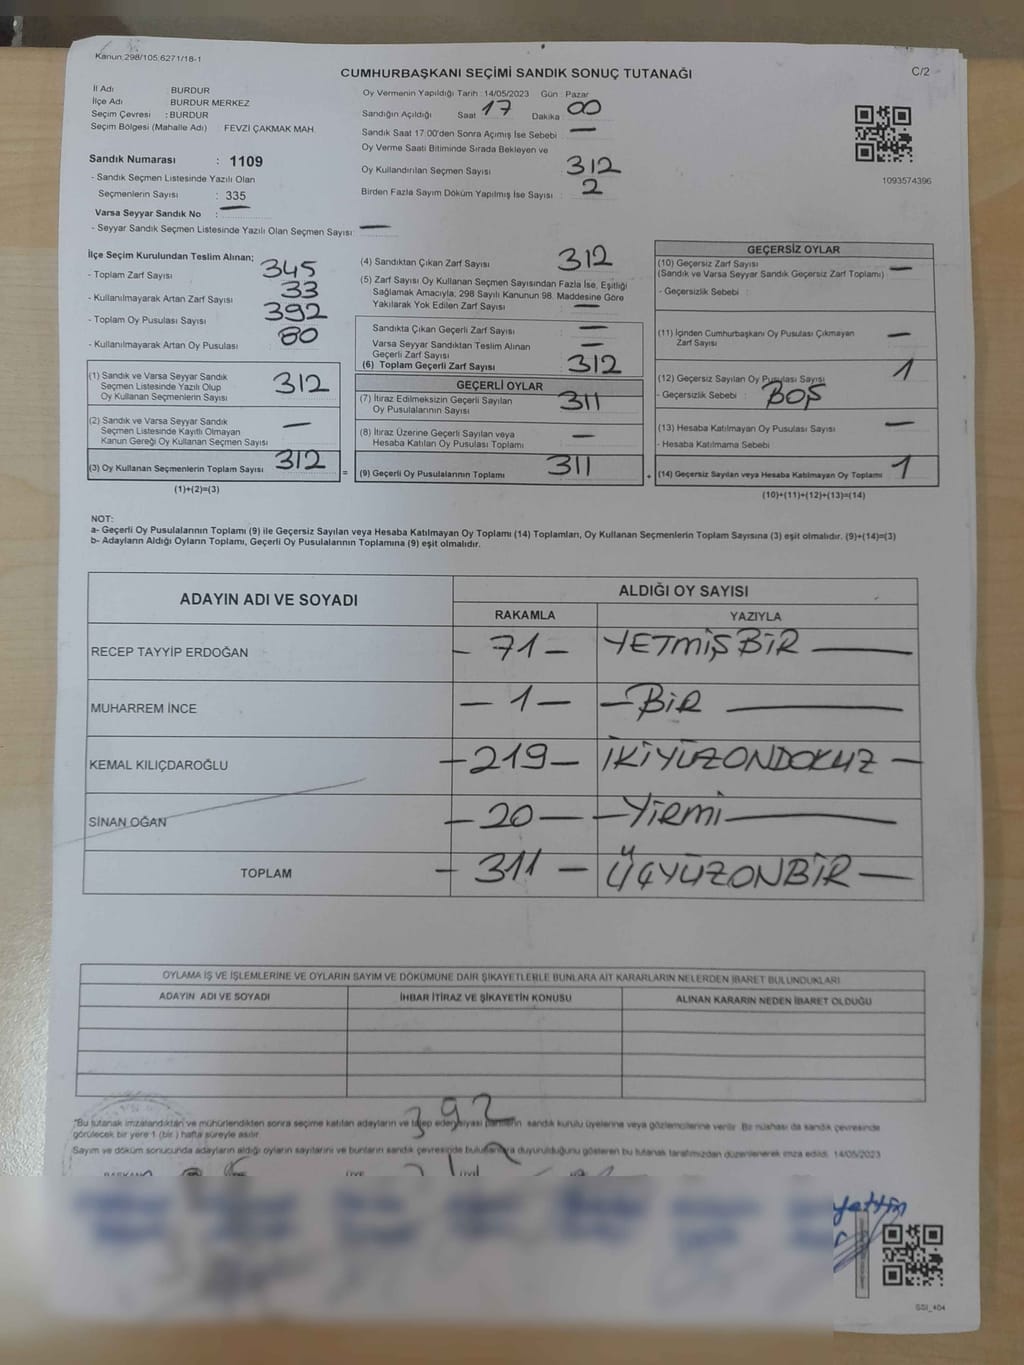 Kanun:298/105,6271/18-1
CUMHURBAŞKANI SEÇİMİ SANDIK SONUÇ TUTANAĞI
C/2
İl Adı : BURDUR
İlçe Adı : BURDUR MERKEZ
Seçim Çevresi : BURDUR
Seçim Bölgesi (Mahalle Adı) : FEVZİ ÇAKMAK MAH.
Sandık Numarası : 1109
- Sandık Seçmen Listesinde Yazılı Olan
Seçmenlerin Sayısı : 335
Varsa Seyyar Sandık No : —
- Seyyar Sandık Seçmen Listesinde Yazılı Olan Seçmen Sayısı: —
Oy Vermenin Yapıldığı Tarih : 14/05/2023 Gün : Pazar
Sandığın Açıldığı Saat 17 Dakika 00
Sandık Saat 17.00'den Sonra Açımış İse Sebebi —
Oy Verme Saati Bitiminde Sırada Bekleyen ve
Oy Kullandırılan Seçmen Sayısı : 312
Birden Fazla Sayım Döküm Yapılmış İse Sayısı : 2
1093574396
İlçe Seçim Kurulundan Teslim Alınan;
- Toplam Zarf Sayısı 345
- Kullanılmayarak Artan Zarf Sayısı 33
- Toplam Oy Pusulası Sayısı 392
- Kullanılmayarak Artan Oy Pusulası 80
(1) Sandık ve Varsa Seyyar Sandık
Seçmen Listesinde Yazılı Olup
Oy Kullanan Seçmenlerin Sayısı 312
(2) Sandık ve Varsa Seyyar Sandık
Seçmen Listesinde Kayıtlı Olmayan
Kanun Gereği Oy Kullanan Seçmen Sayısı —
(3) Oy Kullanan Seçmenlerin Toplam Sayısı 312
(1)+(2)=(3)
(4) Sandıktan Çıkan Zarf Sayısı 312
(5) Zarf Sayısı Oy Kullanan Seçmen Sayısından Fazla İse, Eşitliği
Sağlamak Amacıyla, 298 Sayılı Kanunun 98. Maddesine Göre
Yakılarak Yok Edilen Zarf Sayısı : —
Sandıkta Çıkan Geçerli Zarf Sayısı —
Varsa Seyyar Sandıktan Teslim Alınan
Geçerli Zarf Sayısı —
(6) Toplam Geçerli Zarf Sayısı 312
GEÇERLİ OYLAR
(7) İtiraz Edilmeksizin Geçerli Sayılan
Oy Pusulalarının Sayısı 311
(8) İtiraz Üzerine Geçerli Sayılan veya
Hesaba Katılan Oy Pusulası Toplamı —
= (9) Geçerli Oy Pusulalarının Toplamı 311
GEÇERSİZ OYLAR
(10) Geçersiz Zarf Sayısı —
(Sandık ve Varsa Seyyar Sandık Geçersiz Zarf Toplamı)
- Geçersizlik Sebebi :
(11) İçinden Cumhurbaşkanı Oy Pusulası Çıkmayan
Zarf Sayısı —
(12) Geçersiz Sayılan Oy Pusulası Sayısı 1
- Geçersizlik Sebebi : BOŞ
(13) Hesaba Katılmayan Oy Pusulası Sayısı —
- Hesaba Katılmama Sebebi
+ (14) Geçersiz Sayılan veya Hesaba Katılmayan Oy Toplamı 1
(10)+(11)+(12)+(13)=(14)
NOT:
a- Geçerli Oy Pusulalarının Toplamı (9) ile Geçersiz Sayılan veya Hesaba Katılmayan Oy Toplamı (14) Toplamları, Oy Kullanan Seçmenlerin Toplam Sayısına (3) eşit olmalıdır. (9)+(14)=(3)
b- Adayların Aldığı Oyların Toplamı, Geçerli Oy Pusulalarının Toplamına (9) eşit olmalıdır.
ADAYIN ADI VE SOYADI
ALDIĞI OY SAYISI
RAKAMLA YAZIYLA
RECEP TAYYİP ERDOĞAN — 71 — YETMİŞBİR —
MUHARREM İNCE — 1 — — BİR —
KEMAL KILIÇDAROĞLU — 219 — İKİYÜZONDOKUZ —
SİNAN OĞAN — 20 — — YİRMİ —
TOPLAM — 311 — ÜÇYÜZONBİR —
OYLAMA İŞ VE İŞLEMLERİNE VE OYLARIN SAYIM VE DÖKÜMÜNE DAİR ŞİKAYETLERLE BUNLARA AİT KARARLARIN NELERDEN İBARET BULUNDUKLARI
ADAYIN ADI VE SOYADI İHBAR İTİRAZ VE ŞİKAYETİN KONUSU ALINAN KARARIN NEDEN İBARET OLDUĞU
392
"Bu tutanak imzalandıktan ve mühürlendikten sonra seçime katılan adayların ve talep eden siyasi partilerin sandık kurulu üyelerine veya gözlemcilerine verilir. Bir nüshası da sandık çevresinde
görülecek bir yere 1 (bir ) hafta süreyle asılır.
Sayım ve döküm sonucunda adayların aldığı oyların sayılarını ve bunların sandık çevresinde bulunanlara duyurulduğunu gösteren bu tutanak tarafımızdan düzenlenerek imza edildi. 14/05/2023